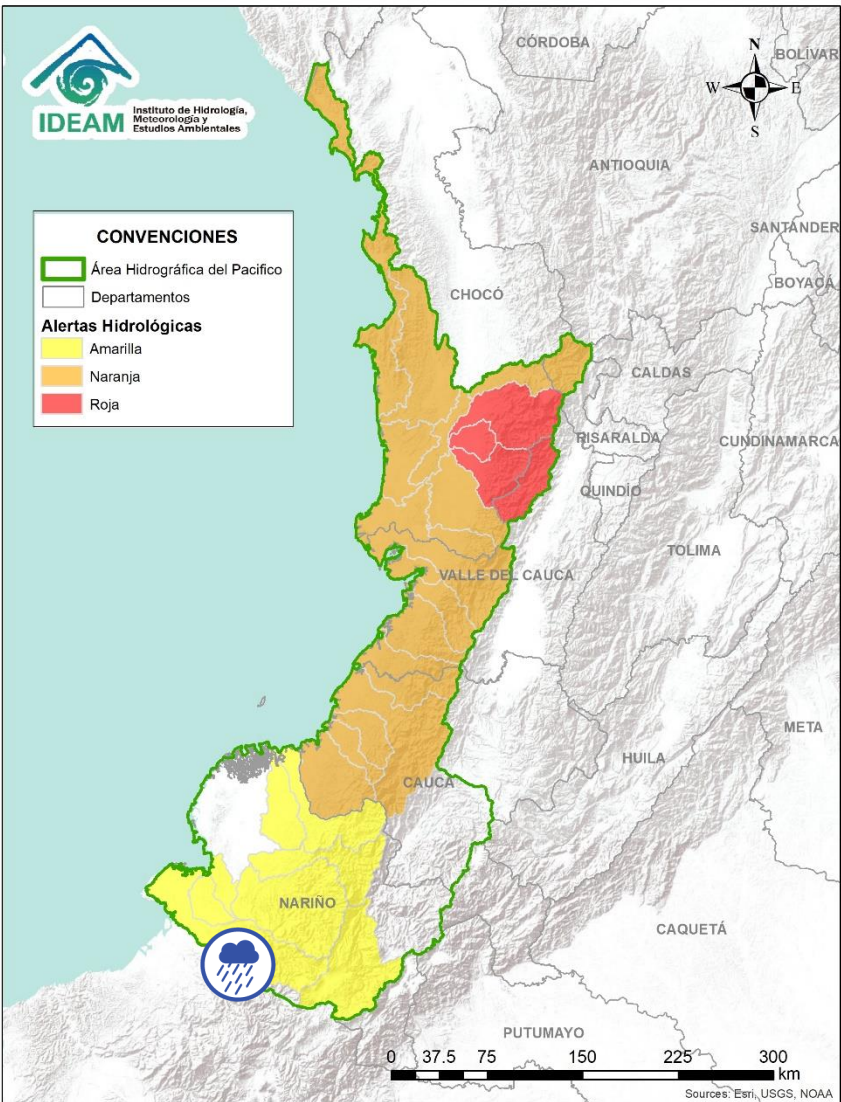 IDEAM
Instituto de Hidrología,
Meteorología y
Estudios Ambientales
N
W
E
S
CÓRDOBA
BOLÍVAR
ANTIOQUIA
SANTANDER
BOYACÁ
CONVENCIONES
Área Hidrográfica del Pacifico
Departamentos
Alertas Hidrológicas
Amarilla
Naranja
Roja
CHOCÓ
CALDAS
RISARALDA
CUNDINAMARCA
QUINDÍO
TOLIMA
VALLE DEL CAUCA
META
HUILA
CAUCA
NARIÑO
CAQUETÁ
PUTUMAYO
0 37.5 75 150 225 300
km
Sources: Esri, USGS, NOAA